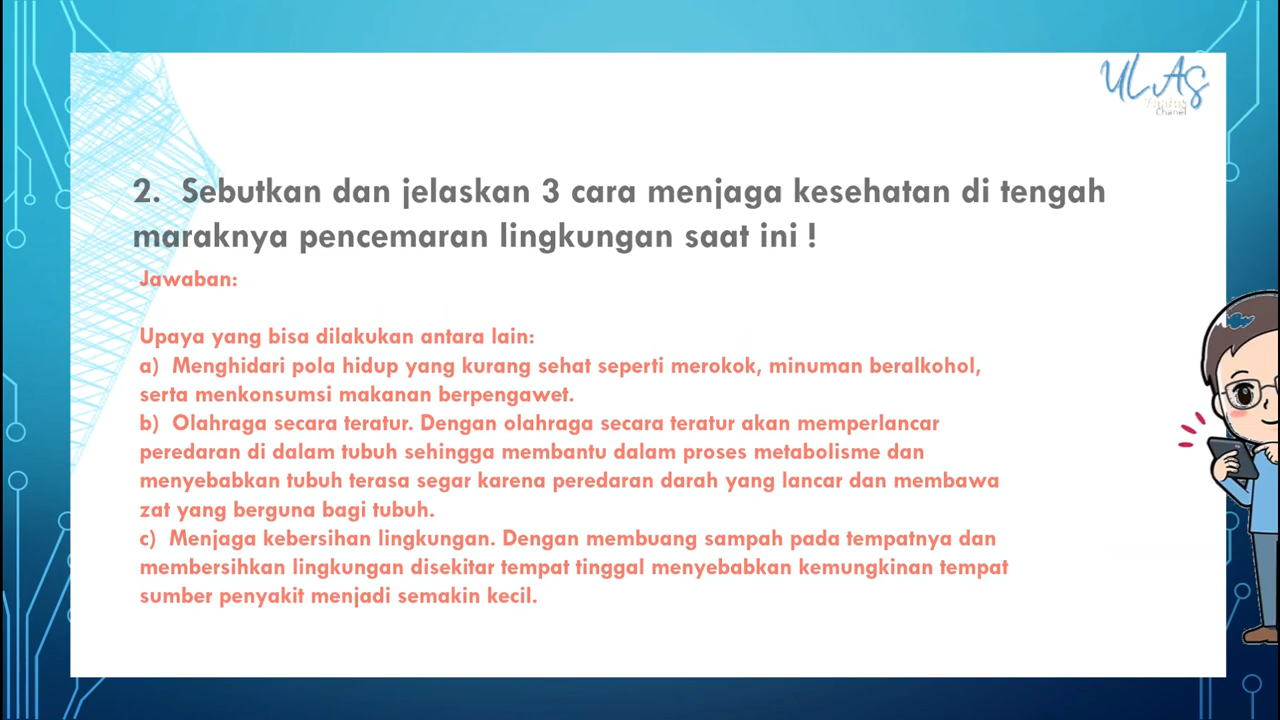 ULAS
Chanel
2. Sebutkan dan jelaskan 3 cara menjaga kesehatan di tengah
maraknya pencemaran lingkungan saat ini !
Jawaban:
Upaya yang bisa dilakukan antara lain:
a) Menghidari pola hidup yang kurang sehat seperti merokok, minuman beralkohol,
serta menkonsumsi makanan berpengawet.
b) Olahraga secara teratur. Dengan olahraga secara teratur akan memperlancar
peredaran di dalam tubuh sehingga membantu dalam proses metabolisme dan
menyebabkan tubuh terasa segar karena peredaran darah yang lancar dan membawa
zat yang berguna bagi tubuh.
c) Menjaga kebersihan lingkungan. Dengan membuang sampah pada tempatnya dan
membersihkan lingkungan disekitar tempat tinggal menyebabkan kemungkinan tempat
sumber penyakit menjadi semakin kecil.